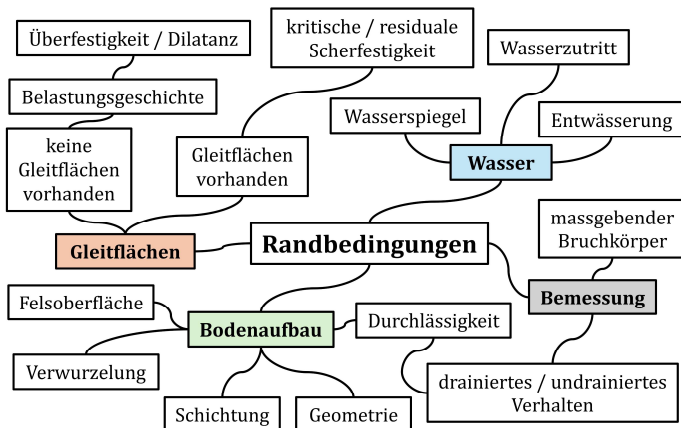 Überfestigkeit / Dilatanz
kritische / residuale
Scherfestigkeit
Wasserzutritt
Belastungsgeschichte
Wasserspiegel
Entwässerung
keine
Gleitflächen
vorhanden
Gleitflächen
vorhanden
Wasser
Gleitflächen
Randbedingungen
massgebender
Bruchkörper
Bemessung
Felsoberfläche
Bodenaufbau
Durchlässigkeit
Verwurzelung
drainiertes / undrainiertes
Verhalten
Schichtung
Geometrie